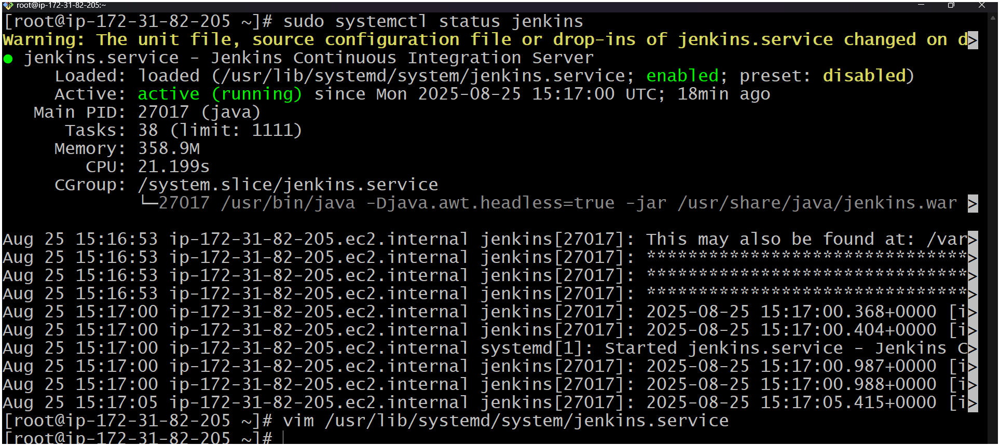 root@ip-172-31-82-205:~
[root@ip-172-31-82-205 ~]# sudo systemctl status jenkins
Warning: The unit file, source configuration file or drop-ins of jenkins.service changed on d>
● jenkins.service - Jenkins Continuous Integration Server
     Loaded: loaded (/usr/lib/systemd/system/jenkins.service; enabled; preset: disabled)
     Active: active (running) since Mon 2025-08-25 15:17:00 UTC; 18min ago
   Main PID: 27017 (java)
      Tasks: 38 (limit: 1111)
     Memory: 358.9M
        CPU: 21.199s
     CGroup: /system.slice/jenkins.service
             └─27017 /usr/bin/java -Djava.awt.headless=true -jar /usr/share/java/jenkins.war >
Aug 25 15:16:53 ip-172-31-82-205.ec2.internal jenkins[27017]: This may also be found at: /var>
Aug 25 15:16:53 ip-172-31-82-205.ec2.internal jenkins[27017]: *******************************>
Aug 25 15:16:53 ip-172-31-82-205.ec2.internal jenkins[27017]: *******************************>
Aug 25 15:16:53 ip-172-31-82-205.ec2.internal jenkins[27017]: *******************************>
Aug 25 15:17:00 ip-172-31-82-205.ec2.internal jenkins[27017]: 2025-08-25 15:17:00.368+0000 [i>
Aug 25 15:17:00 ip-172-31-82-205.ec2.internal jenkins[27017]: 2025-08-25 15:17:00.404+0000 [i>
Aug 25 15:17:00 ip-172-31-82-205.ec2.internal systemd[1]: Started jenkins.service - Jenkins C>
Aug 25 15:17:00 ip-172-31-82-205.ec2.internal jenkins[27017]: 2025-08-25 15:17:00.987+0000 [i>
Aug 25 15:17:00 ip-172-31-82-205.ec2.internal jenkins[27017]: 2025-08-25 15:17:00.988+0000 [i>
Aug 25 15:17:05 ip-172-31-82-205.ec2.internal jenkins[27017]: 2025-08-25 15:17:05.415+0000 [i>
[root@ip-172-31-82-205 ~]# vim /usr/lib/systemd/system/jenkins.service
[root@ip-172-31-82-205 ~]#